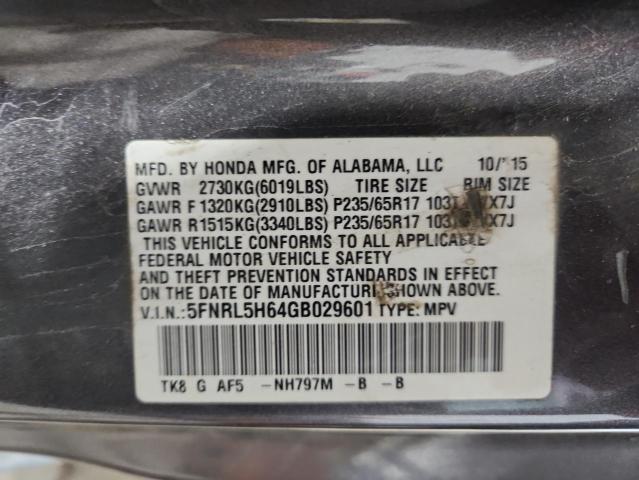 MFD. BY HONDA MFG. OF ALABAMA, LLC 10/15
GVWR 2730KG(6019LBS) TIRE SIZE RIM SIZE
GAWR F 1320KG(2910LBS) P235/65R17 X7J
GAWR R1515KG(3340LBS) P235/65R17 X7J
THIS VEHICLE CONFORMS TO ALL APPLICABLE
FEDERAL MOTOR VEHICLE SAFETY
AND THEFT PREVENTION STANDARDS IN EFFECT
ON THE DATE OF MANUFACTURE SHOWN ABOVE.
V.I.N.:5FNRL5H64GB029601 TYPE: MPV
TK8 G AF5 -NH797M -B -B